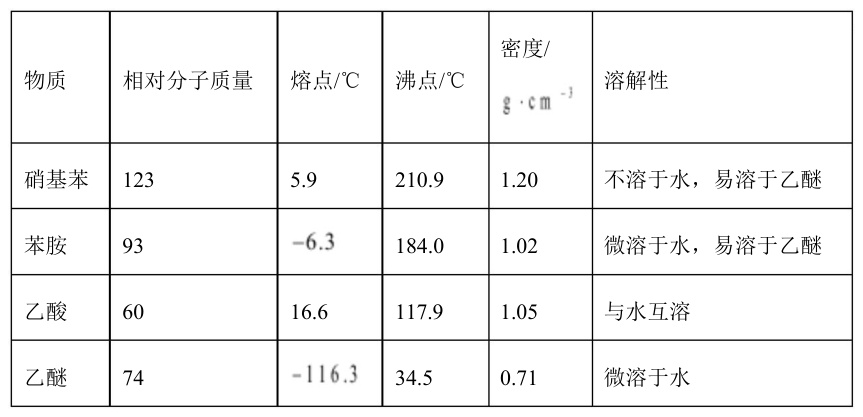 物质 相对分子质量 熔点/℃ 沸点/℃ 密度/ g·cm⁻³ 溶解性
硝基苯 123 5.9 210.9 1.20 不溶于水，易溶于乙醚
苯胺 93 −6.3 184.0 1.02 微溶于水，易溶于乙醚
乙酸 60 16.6 117.9 1.05 与水互溶
乙醚 74 −116.3 34.5 0.71 微溶于水